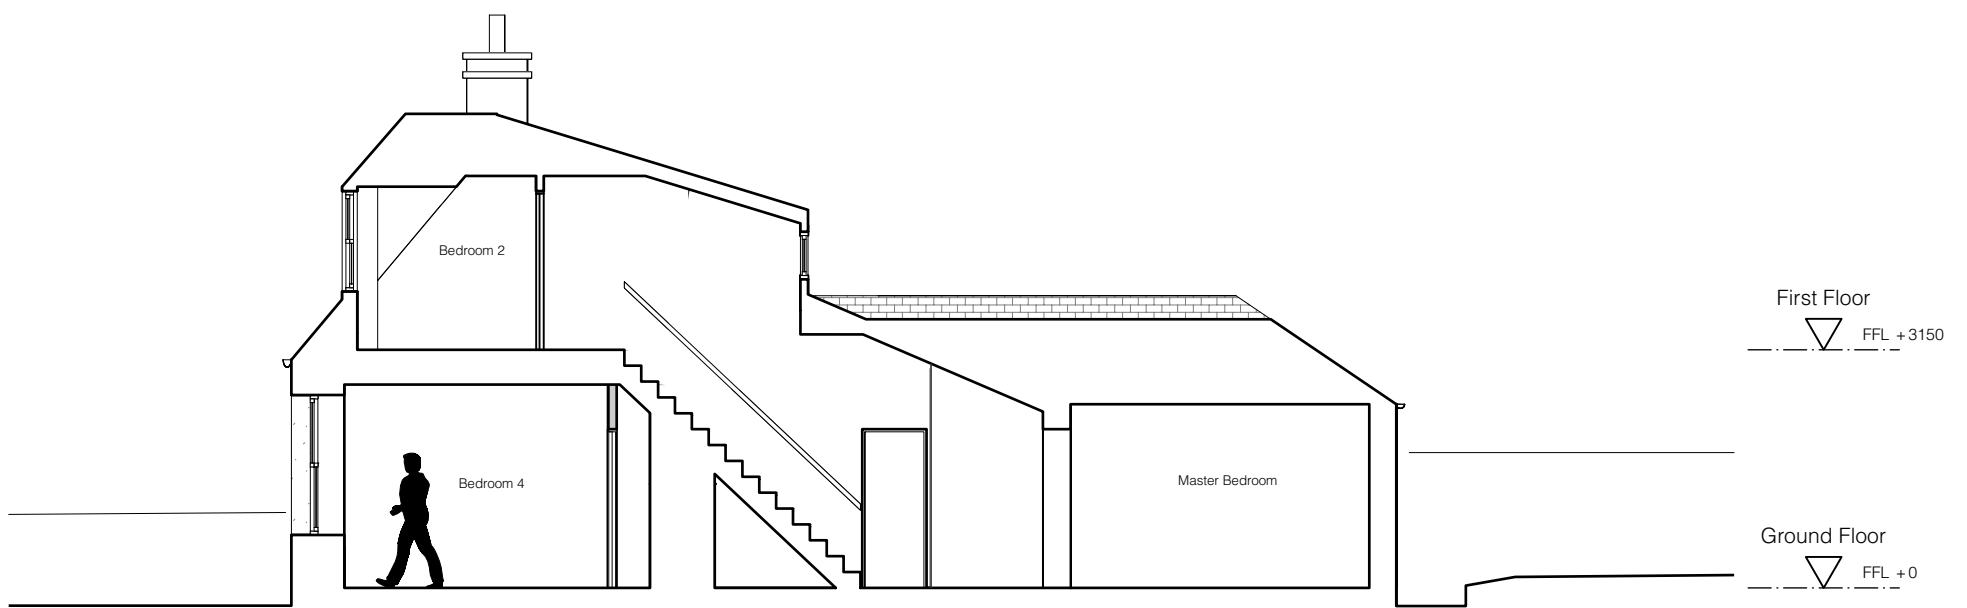 Bedroom 2
First Floor
FFL +3150
Bedroom 4
Master Bedroom
Ground Floor
FFL +0